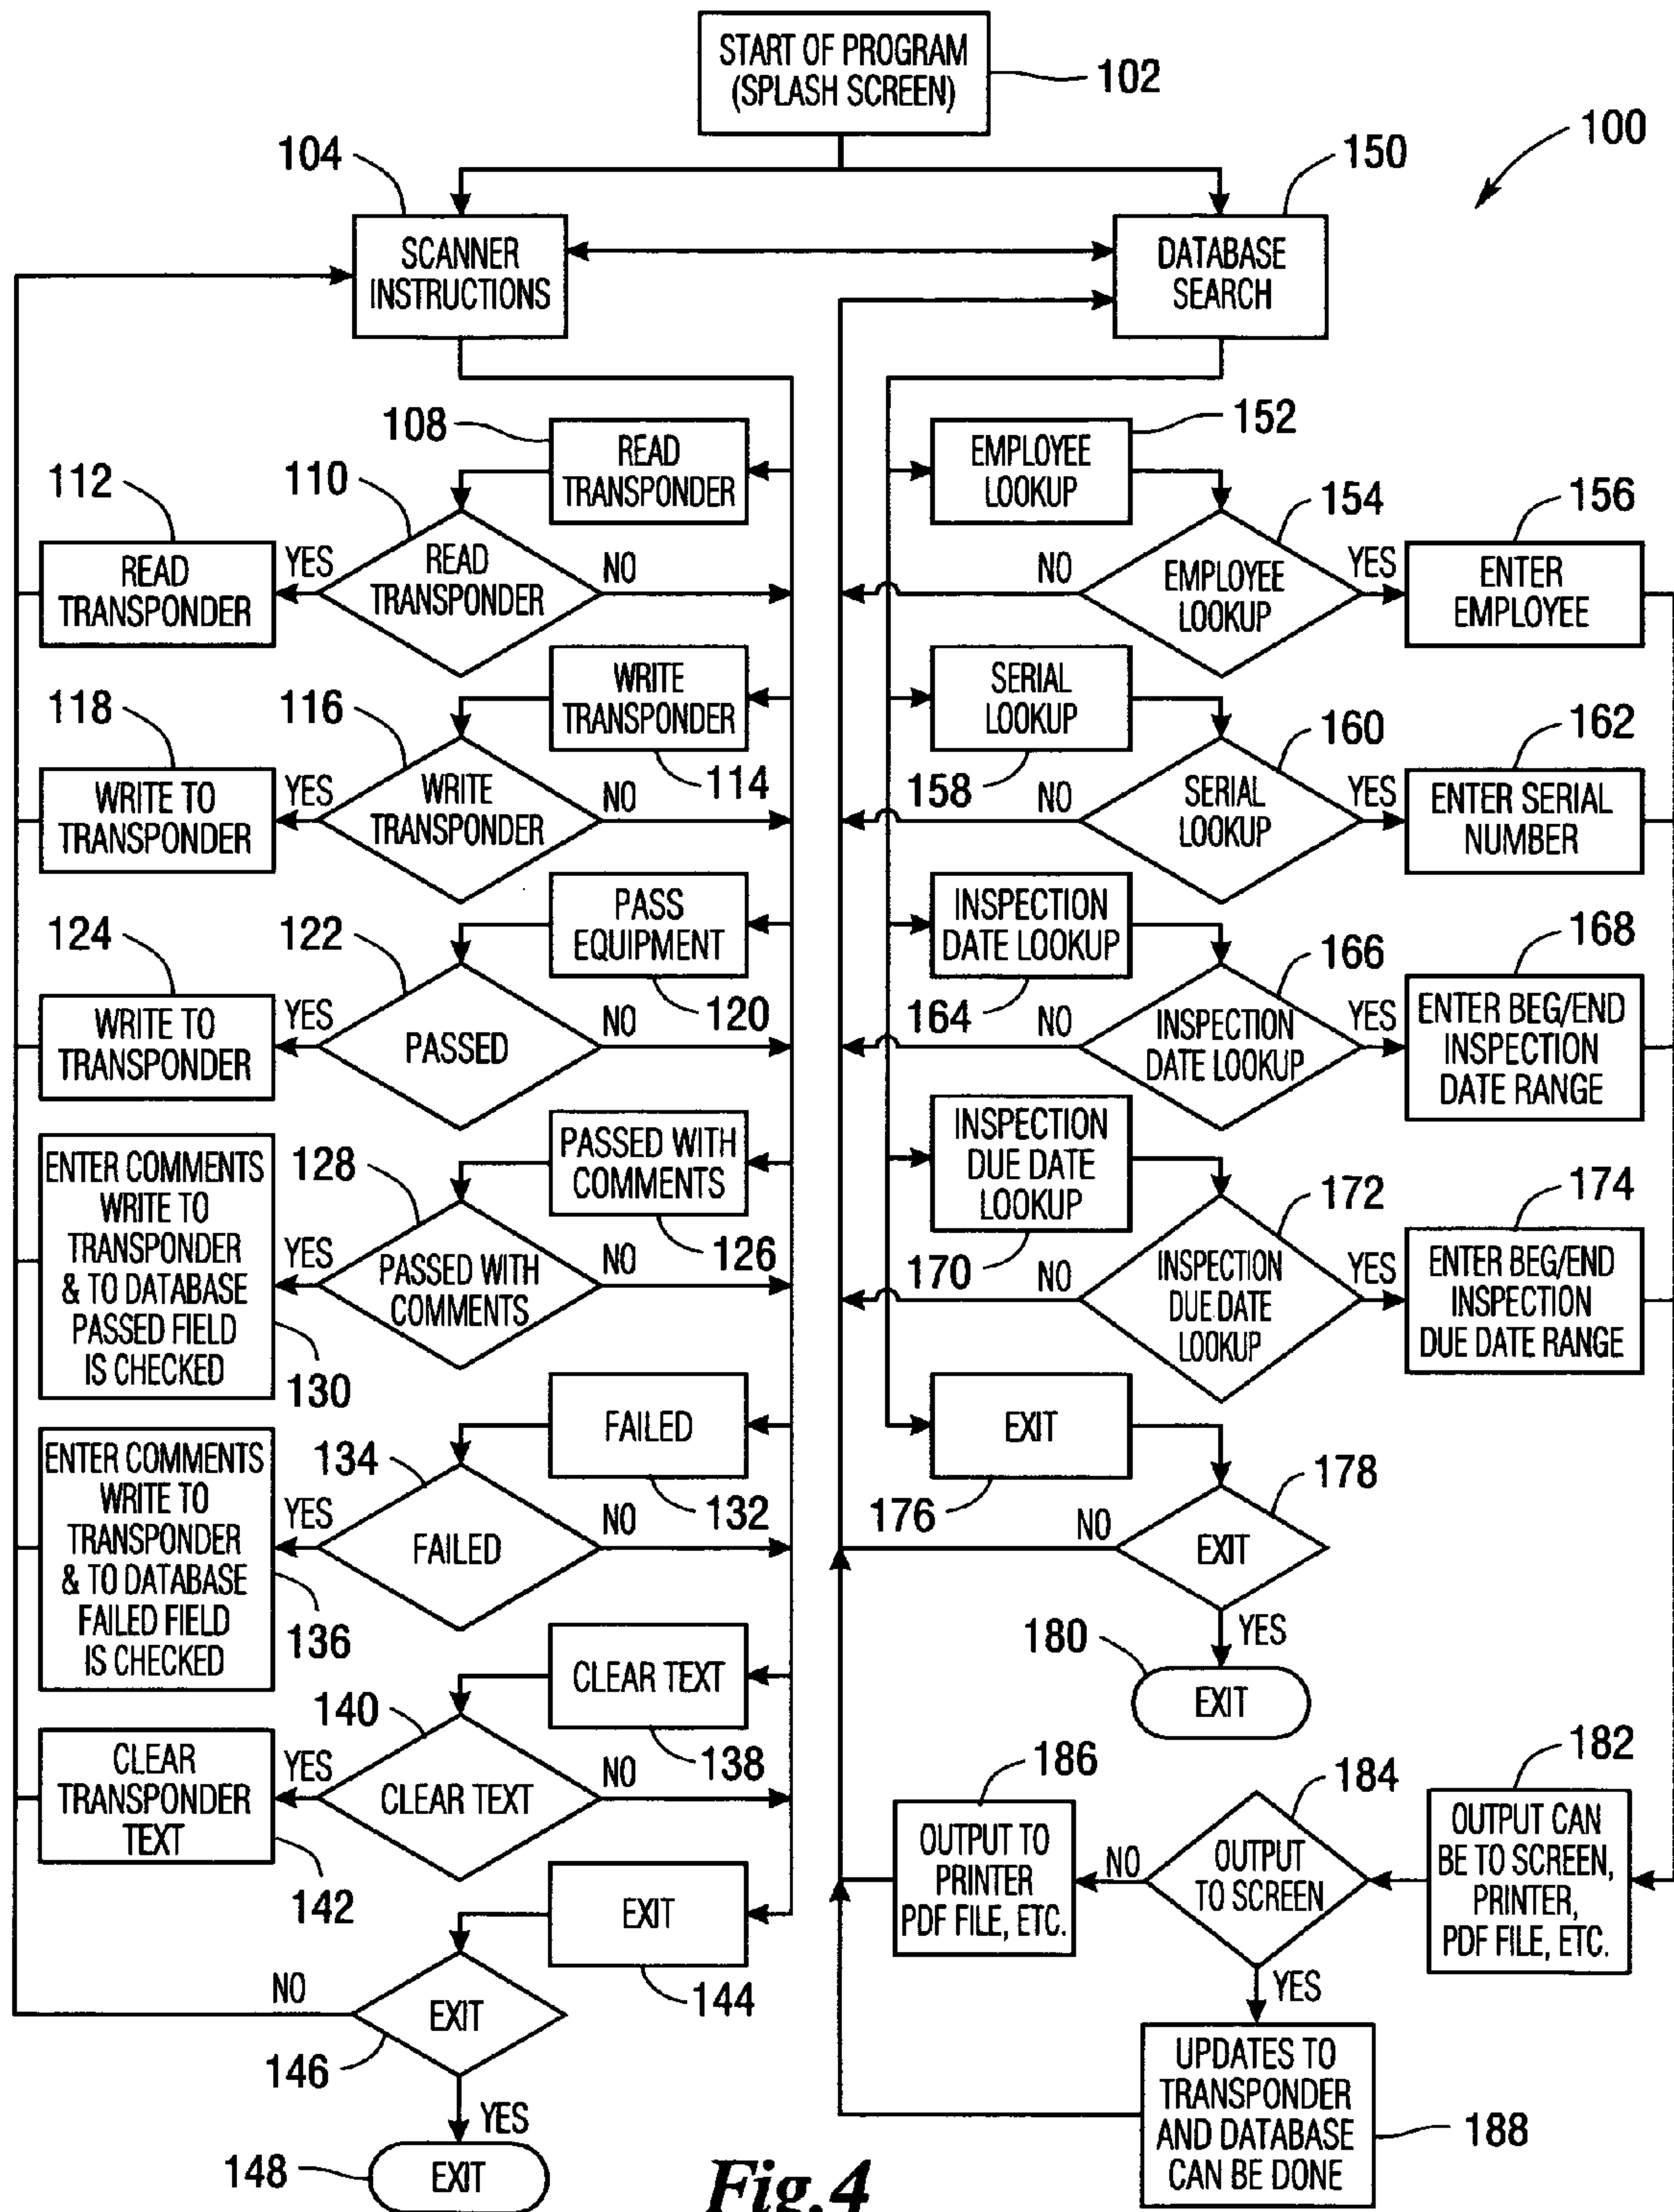 START OF PROGRAM
(SPLASH SCREEN)
102
100
104
150
SCANNER
INSTRUCTIONS
DATABASE
SEARCH
108
READ
TRANSPONDER
112
110
READ
TRANSPONDER
YES
READ
TRANSPONDER
NO
WRITE
TRANSPONDER
114
118
116
WRITE TO
TRANSPONDER
YES
WRITE
TRANSPONDER
NO
PASS
EQUIPMENT
120
124
122
WRITE TO
TRANSPONDER
YES
PASSED
NO
PASSED WITH
COMMENTS
126
128
ENTER COMMENTS
WRITE TO
TRANSPONDER
& TO DATABASE
PASSED FIELD
IS CHECKED
130
YES
PASSED WITH
COMMENTS
NO
FAILED
132
134
ENTER COMMENTS
WRITE TO
TRANSPONDER
& TO DATABASE
FAILED FIELD
IS CHECKED
136
YES
FAILED
NO
CLEAR TEXT
138
140
CLEAR
TRANSPONDER
TEXT
142
YES
CLEAR TEXT
NO
EXIT
144
NO
EXIT
146
YES
148
EXIT
EMPLOYEE
LOOKUP
152
154
156
NO
EMPLOYEE
LOOKUP
YES
ENTER
EMPLOYEE
SERIAL
LOOKUP
158
160
162
NO
SERIAL
LOOKUP
YES
ENTER SERIAL
NUMBER
INSPECTION
DATE LOOKUP
164
166
168
NO
INSPECTION
DATE LOOKUP
YES
ENTER BEG/END
INSPECTION
DATE RANGE
INSPECTION
DUE DATE
LOOKUP
170
172
174
NO
INSPECTION
DUE DATE
LOOKUP
YES
ENTER BEG/END
INSPECTION
DUE DATE RANGE
EXIT
176
178
NO
EXIT
YES
180
EXIT
182
OUTPUT CAN
BE TO SCREEN,
PRINTER,
PDF FILE, ETC.
184
OUTPUT
TO SCREEN
NO
186
OUTPUT TO
PRINTER
PDF FILE, ETC.
YES
UPDATES TO
TRANSPONDER
AND DATABASE
CAN BE DONE
188
Fig.4